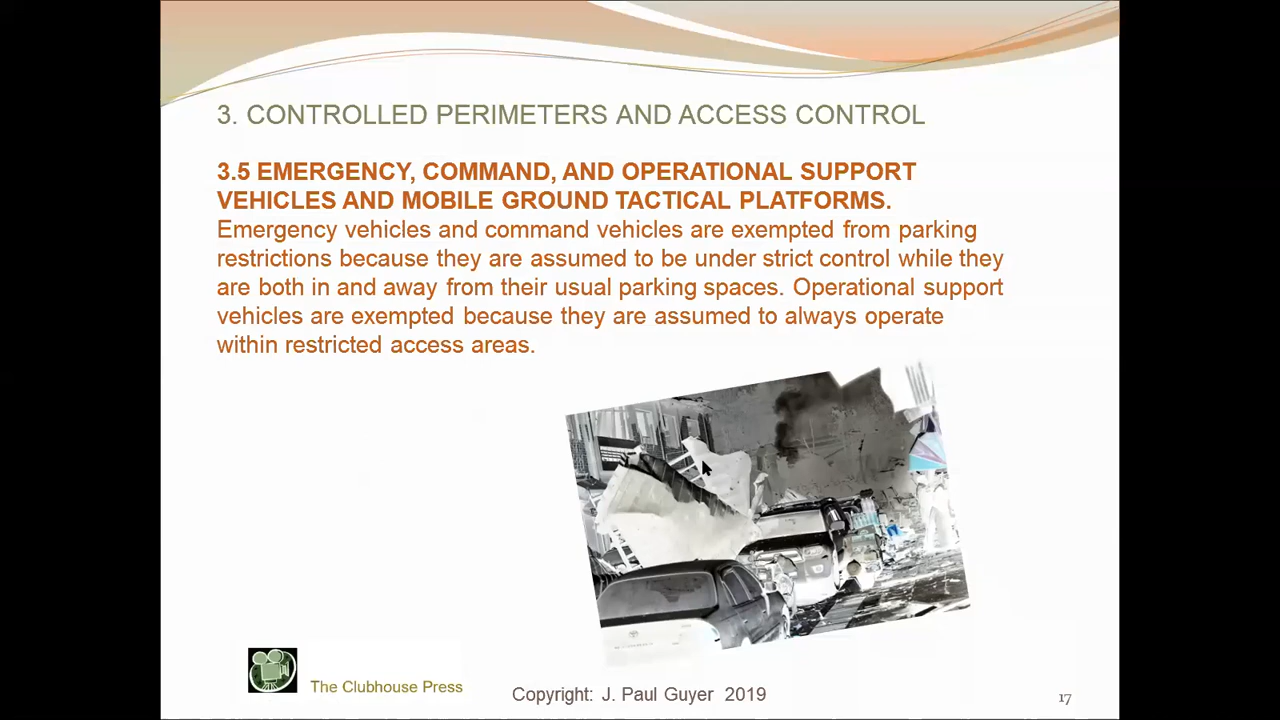 3. CONTROLLED PERIMETERS AND ACCESS CONTROL
3.5 EMERGENCY, COMMAND, AND OPERATIONAL SUPPORT
VEHICLES AND MOBILE GROUND TACTICAL PLATFORMS.
Emergency vehicles and command vehicles are exempted from parking
restrictions because they are assumed to be under strict control while they
are both in and away from their usual parking spaces. Operational support
vehicles are exempted because they are assumed to always operate
within restricted access areas.
The Clubhouse Press
Copyright: J. Paul Guyer 2019
17